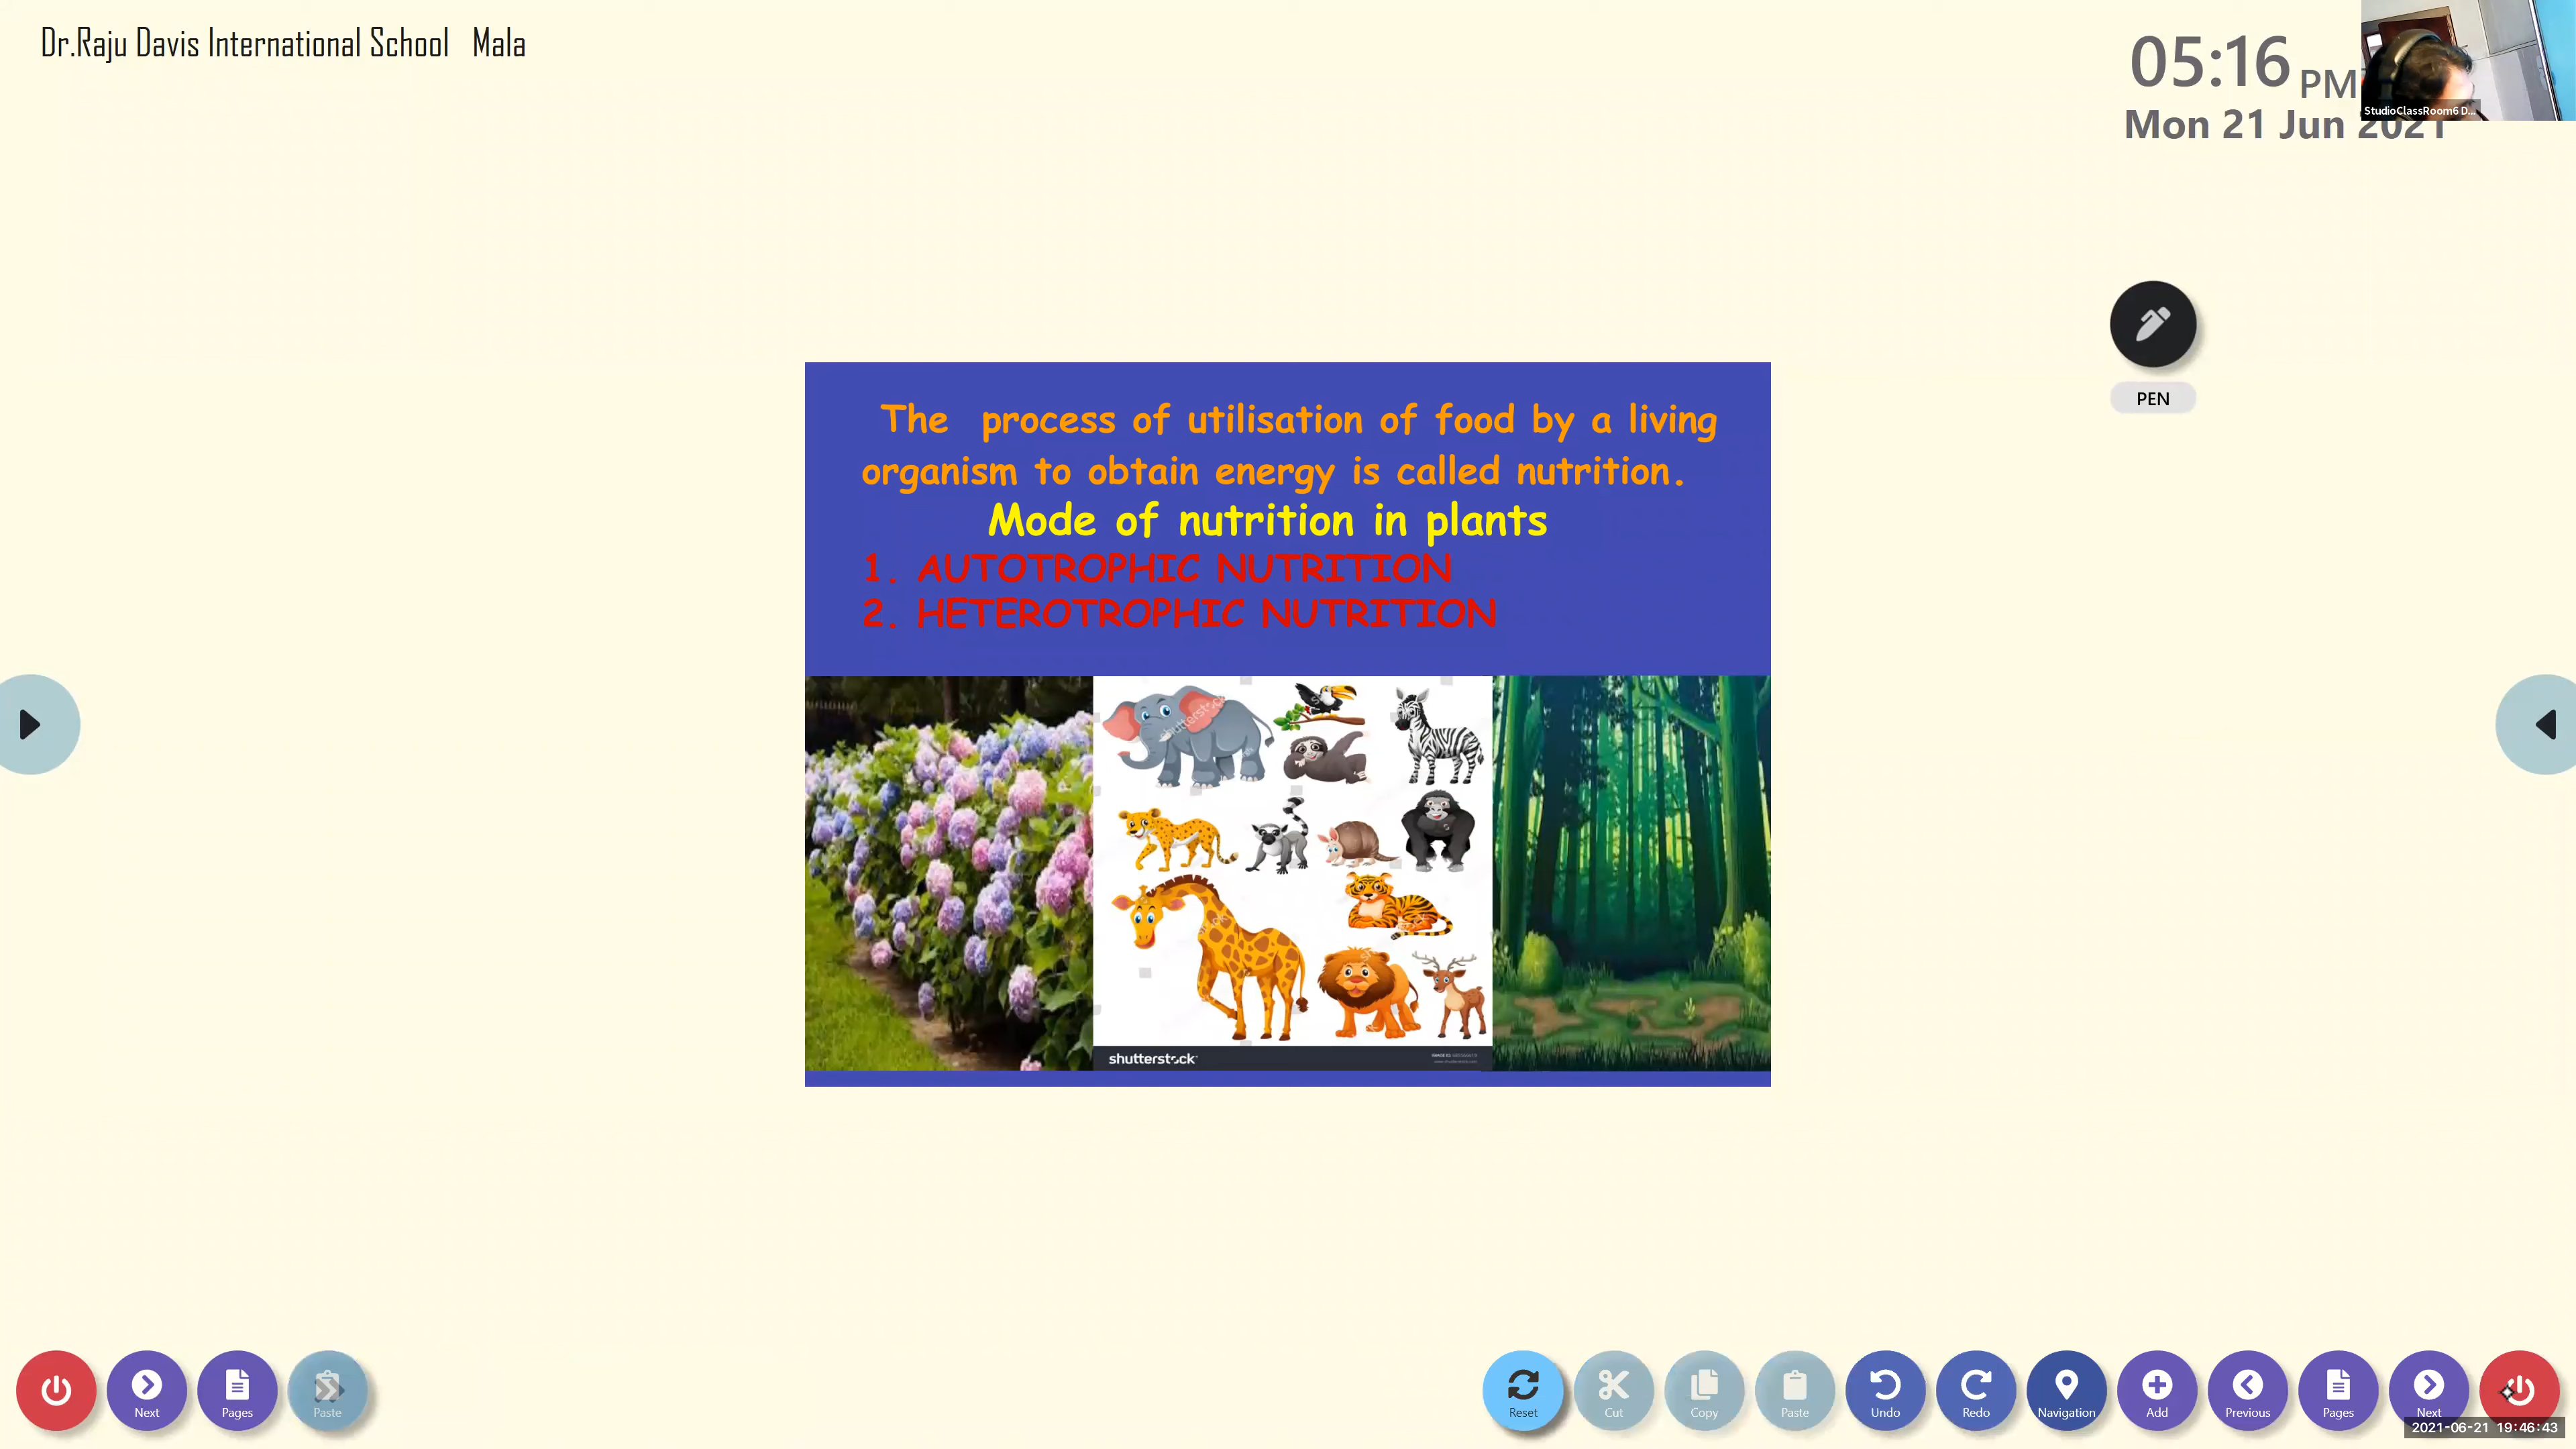 Dr.Raju Davis International School Mala
05:16 PM
Mon 21 Jun 2021
StudioClassRoom6 D...
PEN
The process of utilisation of food by a living
organism to obtain energy is called nutrition.
Mode of nutrition in plants
1. AUTOTROPHIC NUTRITION
2. HETEROTROPHIC NUTRITION
shutterstock
Next
Pages
Paste
Reset
Cut
Copy
Paste
Undo
Redo
Navigation
Add
Previous
Pages
Next
2021-06-21 19:46:43